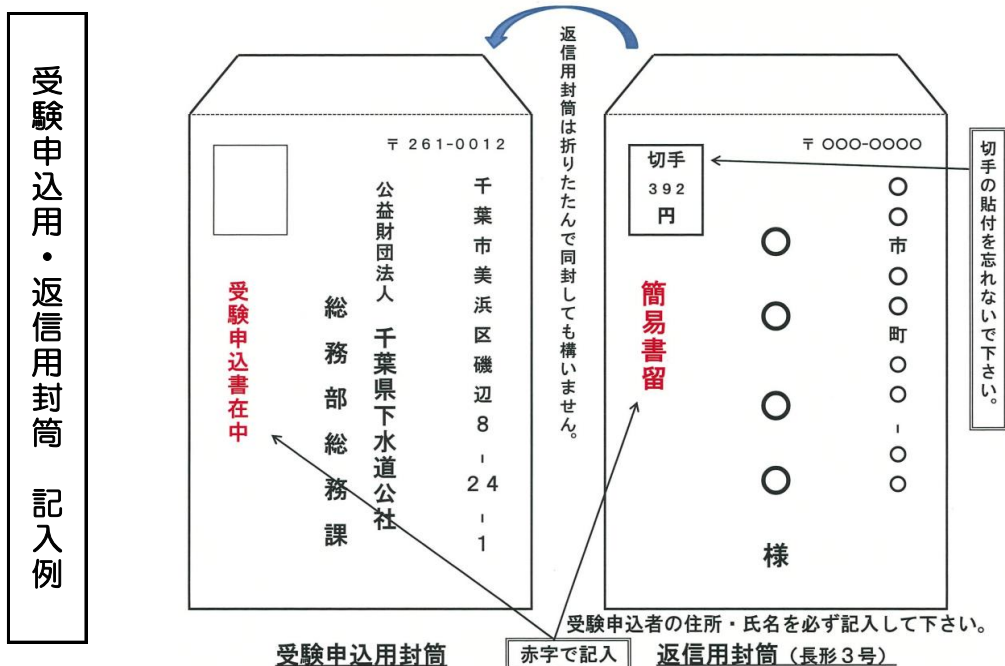 受験申込用・返信用封筒　記入例
〒261-0012
千葉市美浜区磯辺8-24-1
公益財団法人　千葉県下水道公社
総務部総務課
受験申込書在中
受験申込用封筒
返信用封筒は折りたたんで同封しても構いません。
〒○○○-○○○○
切手
392
円
○○市○○町○○-○○
○○○○様
簡易書留
切手の貼付を忘れないで下さい。
受験申込者の住所・氏名を必ず記入して下さい。
赤字で記入
返信用封筒（長形3号）